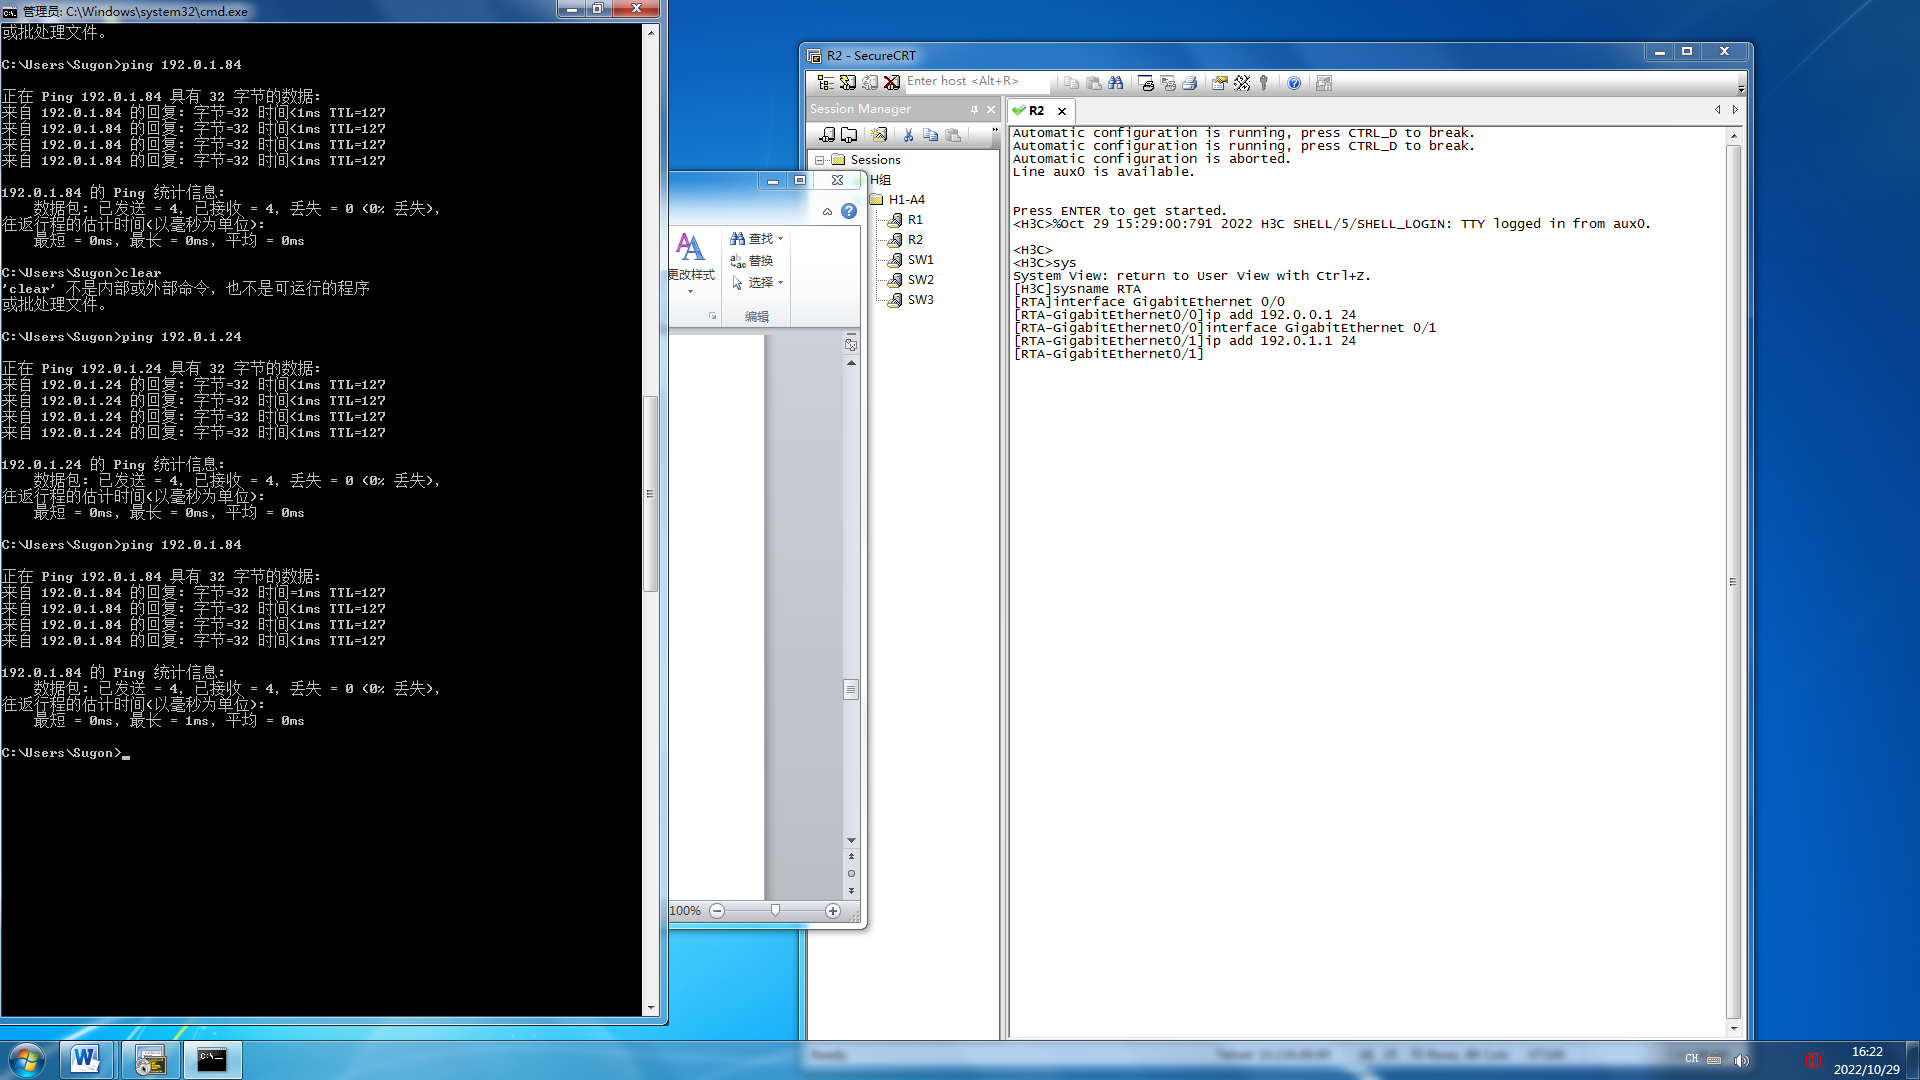 管理员: C:\Windows\system32\cmd.exe
或批处理文件。
C:\Users\Sugon>ping 192.0.1.84
正在 Ping 192.0.1.84 具有 32 字节的数据:
来自 192.0.1.84 的回复: 字节=32 时间<1ms TTL=127
来自 192.0.1.84 的回复: 字节=32 时间<1ms TTL=127
来自 192.0.1.84 的回复: 字节=32 时间<1ms TTL=127
来自 192.0.1.84 的回复: 字节=32 时间<1ms TTL=127
192.0.1.84 的 Ping 统计信息:
数据包: 已发送 = 4，已接收 = 4，丢失 = 0 (0% 丢失)，
往返行程的估计时间(以毫秒为单位):
最短 = 0ms，最长 = 0ms，平均 = 0ms
C:\Users\Sugon>clear
'clear' 不是内部或外部命令，也不是可运行的程序
或批处理文件。
C:\Users\Sugon>ping 192.0.1.24
正在 Ping 192.0.1.24 具有 32 字节的数据:
来自 192.0.1.24 的回复: 字节=32 时间<1ms TTL=127
来自 192.0.1.24 的回复: 字节=32 时间<1ms TTL=127
来自 192.0.1.24 的回复: 字节=32 时间<1ms TTL=127
来自 192.0.1.24 的回复: 字节=32 时间<1ms TTL=127
192.0.1.24 的 Ping 统计信息:
数据包: 已发送 = 4，已接收 = 4，丢失 = 0 (0% 丢失)，
往返行程的估计时间(以毫秒为单位):
最短 = 0ms，最长 = 0ms，平均 = 0ms
C:\Users\Sugon>ping 192.0.1.84
正在 Ping 192.0.1.84 具有 32 字节的数据:
来自 192.0.1.84 的回复: 字节=32 时间=1ms TTL=127
来自 192.0.1.84 的回复: 字节=32 时间<1ms TTL=127
来自 192.0.1.84 的回复: 字节=32 时间<1ms TTL=127
来自 192.0.1.84 的回复: 字节=32 时间<1ms TTL=127
192.0.1.84 的 Ping 统计信息:
数据包: 已发送 = 4，已接收 = 4，丢失 = 0 (0% 丢失)，
往返行程的估计时间(以毫秒为单位):
最短 = 0ms，最长 = 1ms，平均 = 0ms
C:\Users\Sugon>
更改样式
查找
替换
选择
编辑
100%
R2 - SecureCRT
Enter host <Alt+R>
Session Manager
Sessions
H组
H1-A4
R1
R2
SW1
SW2
SW3
R2
Automatic configuration is running, press CTRL_D to break.
Automatic configuration is running, press CTRL_D to break.
Automatic configuration is aborted.
Line aux0 is available.
Press ENTER to get started.
<H3C>%Oct 29 15:29:00:791 2022 H3C SHELL/5/SHELL_LOGIN: TTY logged in from aux0.
<H3C>
<H3C>sys
System View: return to User View with Ctrl+Z.
[H3C]sysname RTA
[RTA]interface GigabitEthernet 0/0
[RTA-GigabitEthernet0/0]ip add 192.0.0.1 24
[RTA-GigabitEthernet0/0]interface GigabitEthernet 0/1
[RTA-GigabitEthernet0/1]ip add 192.0.1.1 24
[RTA-GigabitEthernet0/1]
CH
16:22
2022/10/29